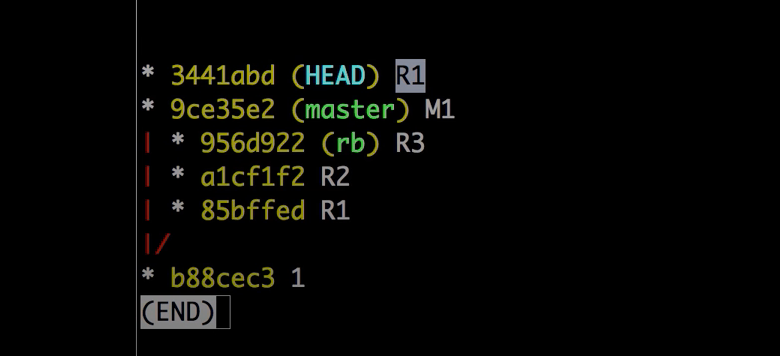 * 3441abd (HEAD) R1
* 9ce35e2 (master) M1
| * 956d922 (rb) R3
| * a1cf1f2 R2
| * 85bffed R1
|/
* b88cec3 1
(END)